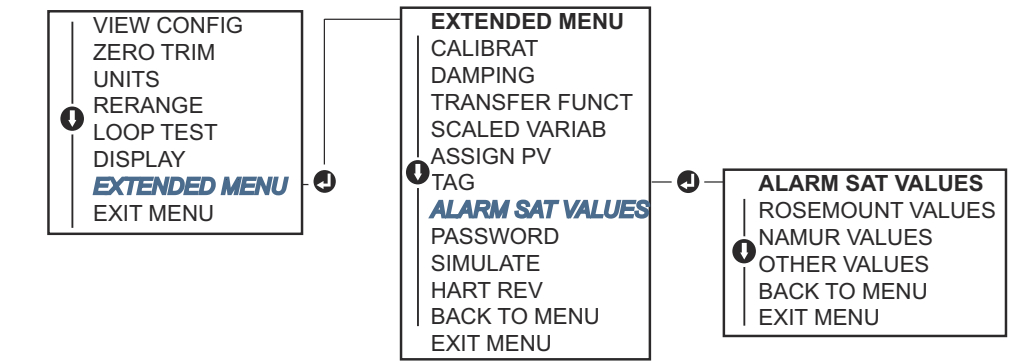 VIEW CONFIG
ZERO TRIM
UNITS
RERANGE
LOOP TEST
DISPLAY
EXTENDED MENU
EXIT MENU
EXTENDED MENU
CALIBRAT
DAMPING
TRANSFER FUNCT
SCALED VARIAB
ASSIGN PV
TAG
ALARM SAT VALUES
PASSWORD
SIMULATE
HART REV
BACK TO MENU
EXIT MENU
ALARM SAT VALUES
ROSEMOUNT VALUES
NAMUR VALUES
OTHER VALUES
BACK TO MENU
EXIT MENU